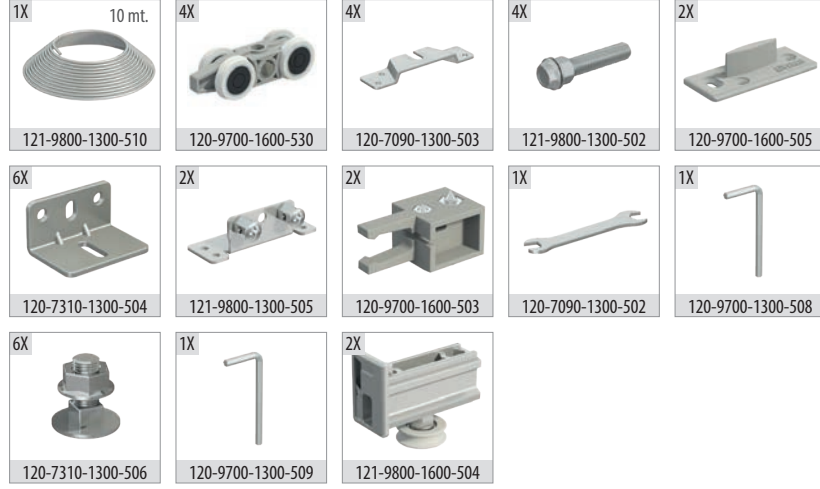 1X
10 mt.
121-9800-1300-510
4X
120-9700-1600-530
4X
120-7090-1300-503
4X
121-9800-1300-502
2X
120-9700-1600-505
6X
120-7310-1300-504
2X
121-9800-1300-505
2X
120-9700-1600-503
1X
120-7090-1300-502
1X
120-9700-1300-508
6X
120-7310-1300-506
1X
120-9700-1300-509
2X
121-9800-1600-504